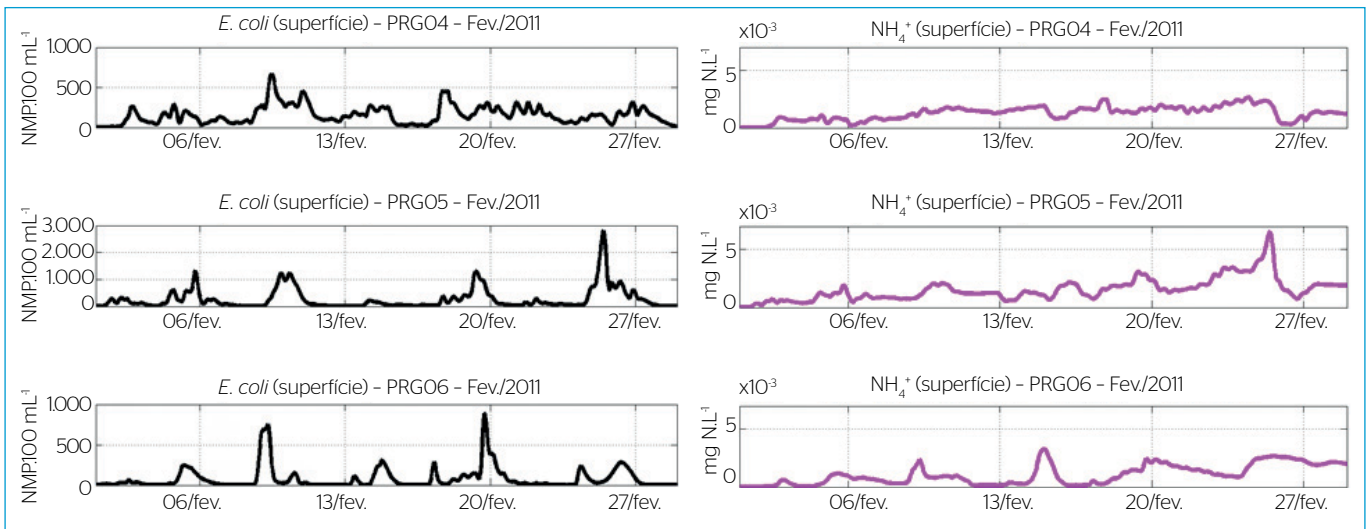 E. coli (superfície) – PRG04 – Fev./2011
NMP.100 mL⁻¹
1.000
500
0
06/fev. 13/fev. 20/fev. 27/fev.
NH₄⁺ (superfície) – PRG04 – Fev./2011
x10⁻³
mg N.L⁻¹
5
0
06/fev. 13/fev. 20/fev. 27/fev.
E. coli (superfície) – PRG05 – Fev./2011
NMP.100 mL⁻¹
3.000
2.000
1.000
0
06/fev. 13/fev. 20/fev. 27/fev.
NH₄⁺ (superfície) – PRG05 – Fev./2011
x10⁻³
mg N.L⁻¹
5
0
06/fev. 13/fev. 20/fev. 27/fev.
E. coli (superfície) – PRG06 – Fev./2011
NMP.100 mL⁻¹
1.000
500
0
06/fev. 13/fev. 20/fev. 27/fev.
NH₄⁺ (superfície) – PRG06 – Fev./2011
x10⁻³
mg N.L⁻¹
5
0
06/fev. 13/fev. 20/fev. 27/fev.